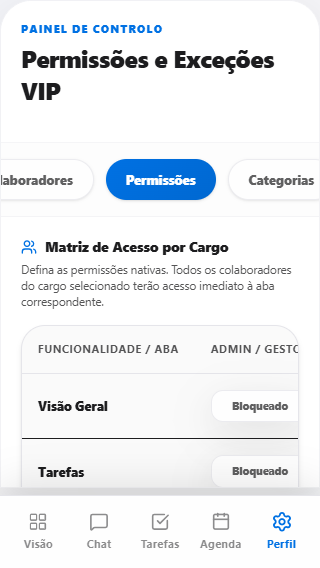 PAINEL DE CONTROLO
Permissões e Exceções
VIP
laboradores
Permissões
Categorias
Matriz de Acesso por Cargo
Defina as permissões nativas. Todos os colaboradores
do cargo selecionado terão acesso imediato à aba
correspondente.
FUNCIONALIDADE / ABA
ADMIN / GESTO
Visão Geral
Bloqueado
Tarefas
Bloqueado
Visão
Chat
Tarefas
Agenda
Perfil